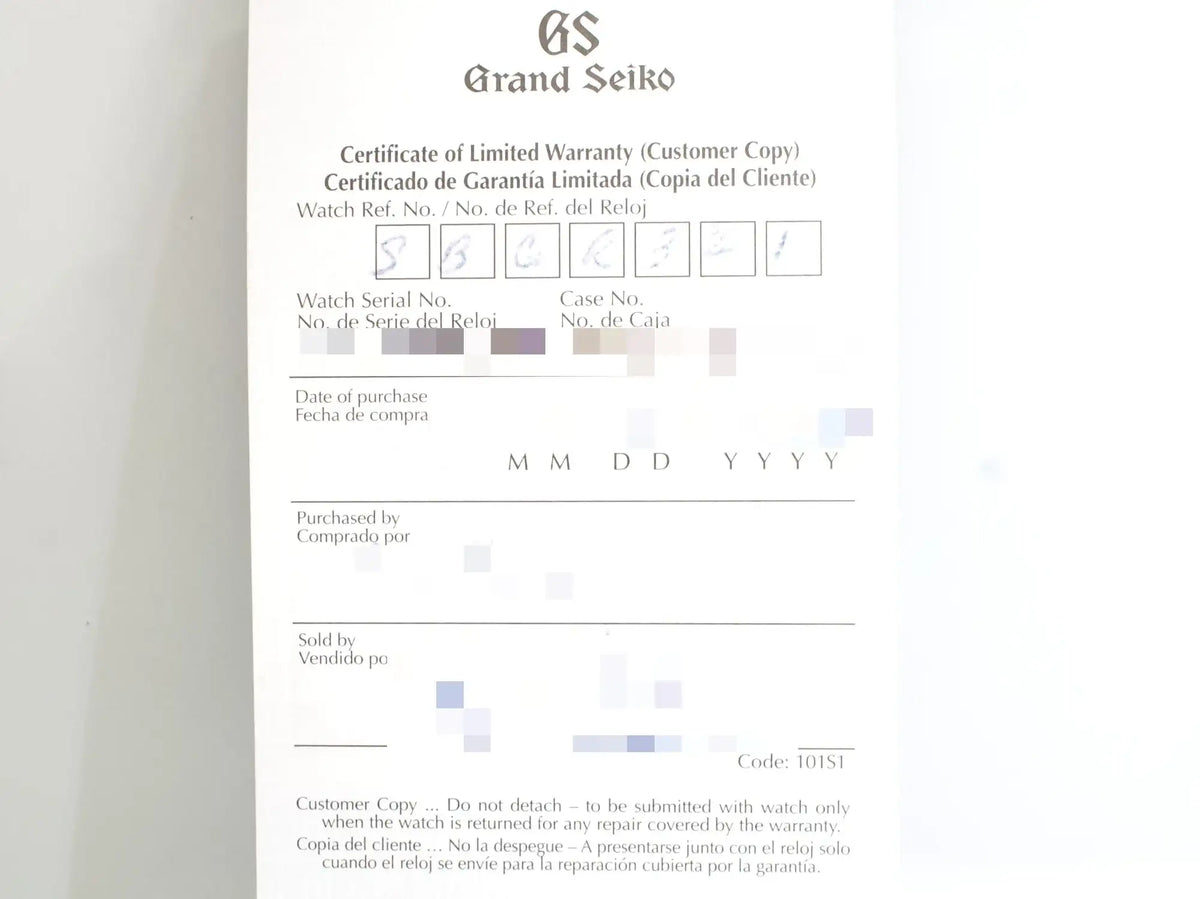 GS
Grand Seiko
Certificate of Limited Warranty (Customer Copy)
Certificado de Garantía Limitada (Copia del Cliente)
Watch Ref. No. / No. de Ref. del Reloj
S B G R 3 2 1
Watch Serial No. Case No.
No. de Serie del Reloj No. de Caja
Date of purchase
Fecha de compra
M M D D Y Y Y Y
Purchased by
Comprado por
Sold by
Vendido po
Code: 101S1
Customer Copy ... Do not detach – to be submitted with watch only
when the watch is returned for any repair covered by the warranty.
Copia del cliente ... No la despegue – A presentarse junto con el reloj solo
cuando el reloj se envíe para la reparación cubierta por la garantía.